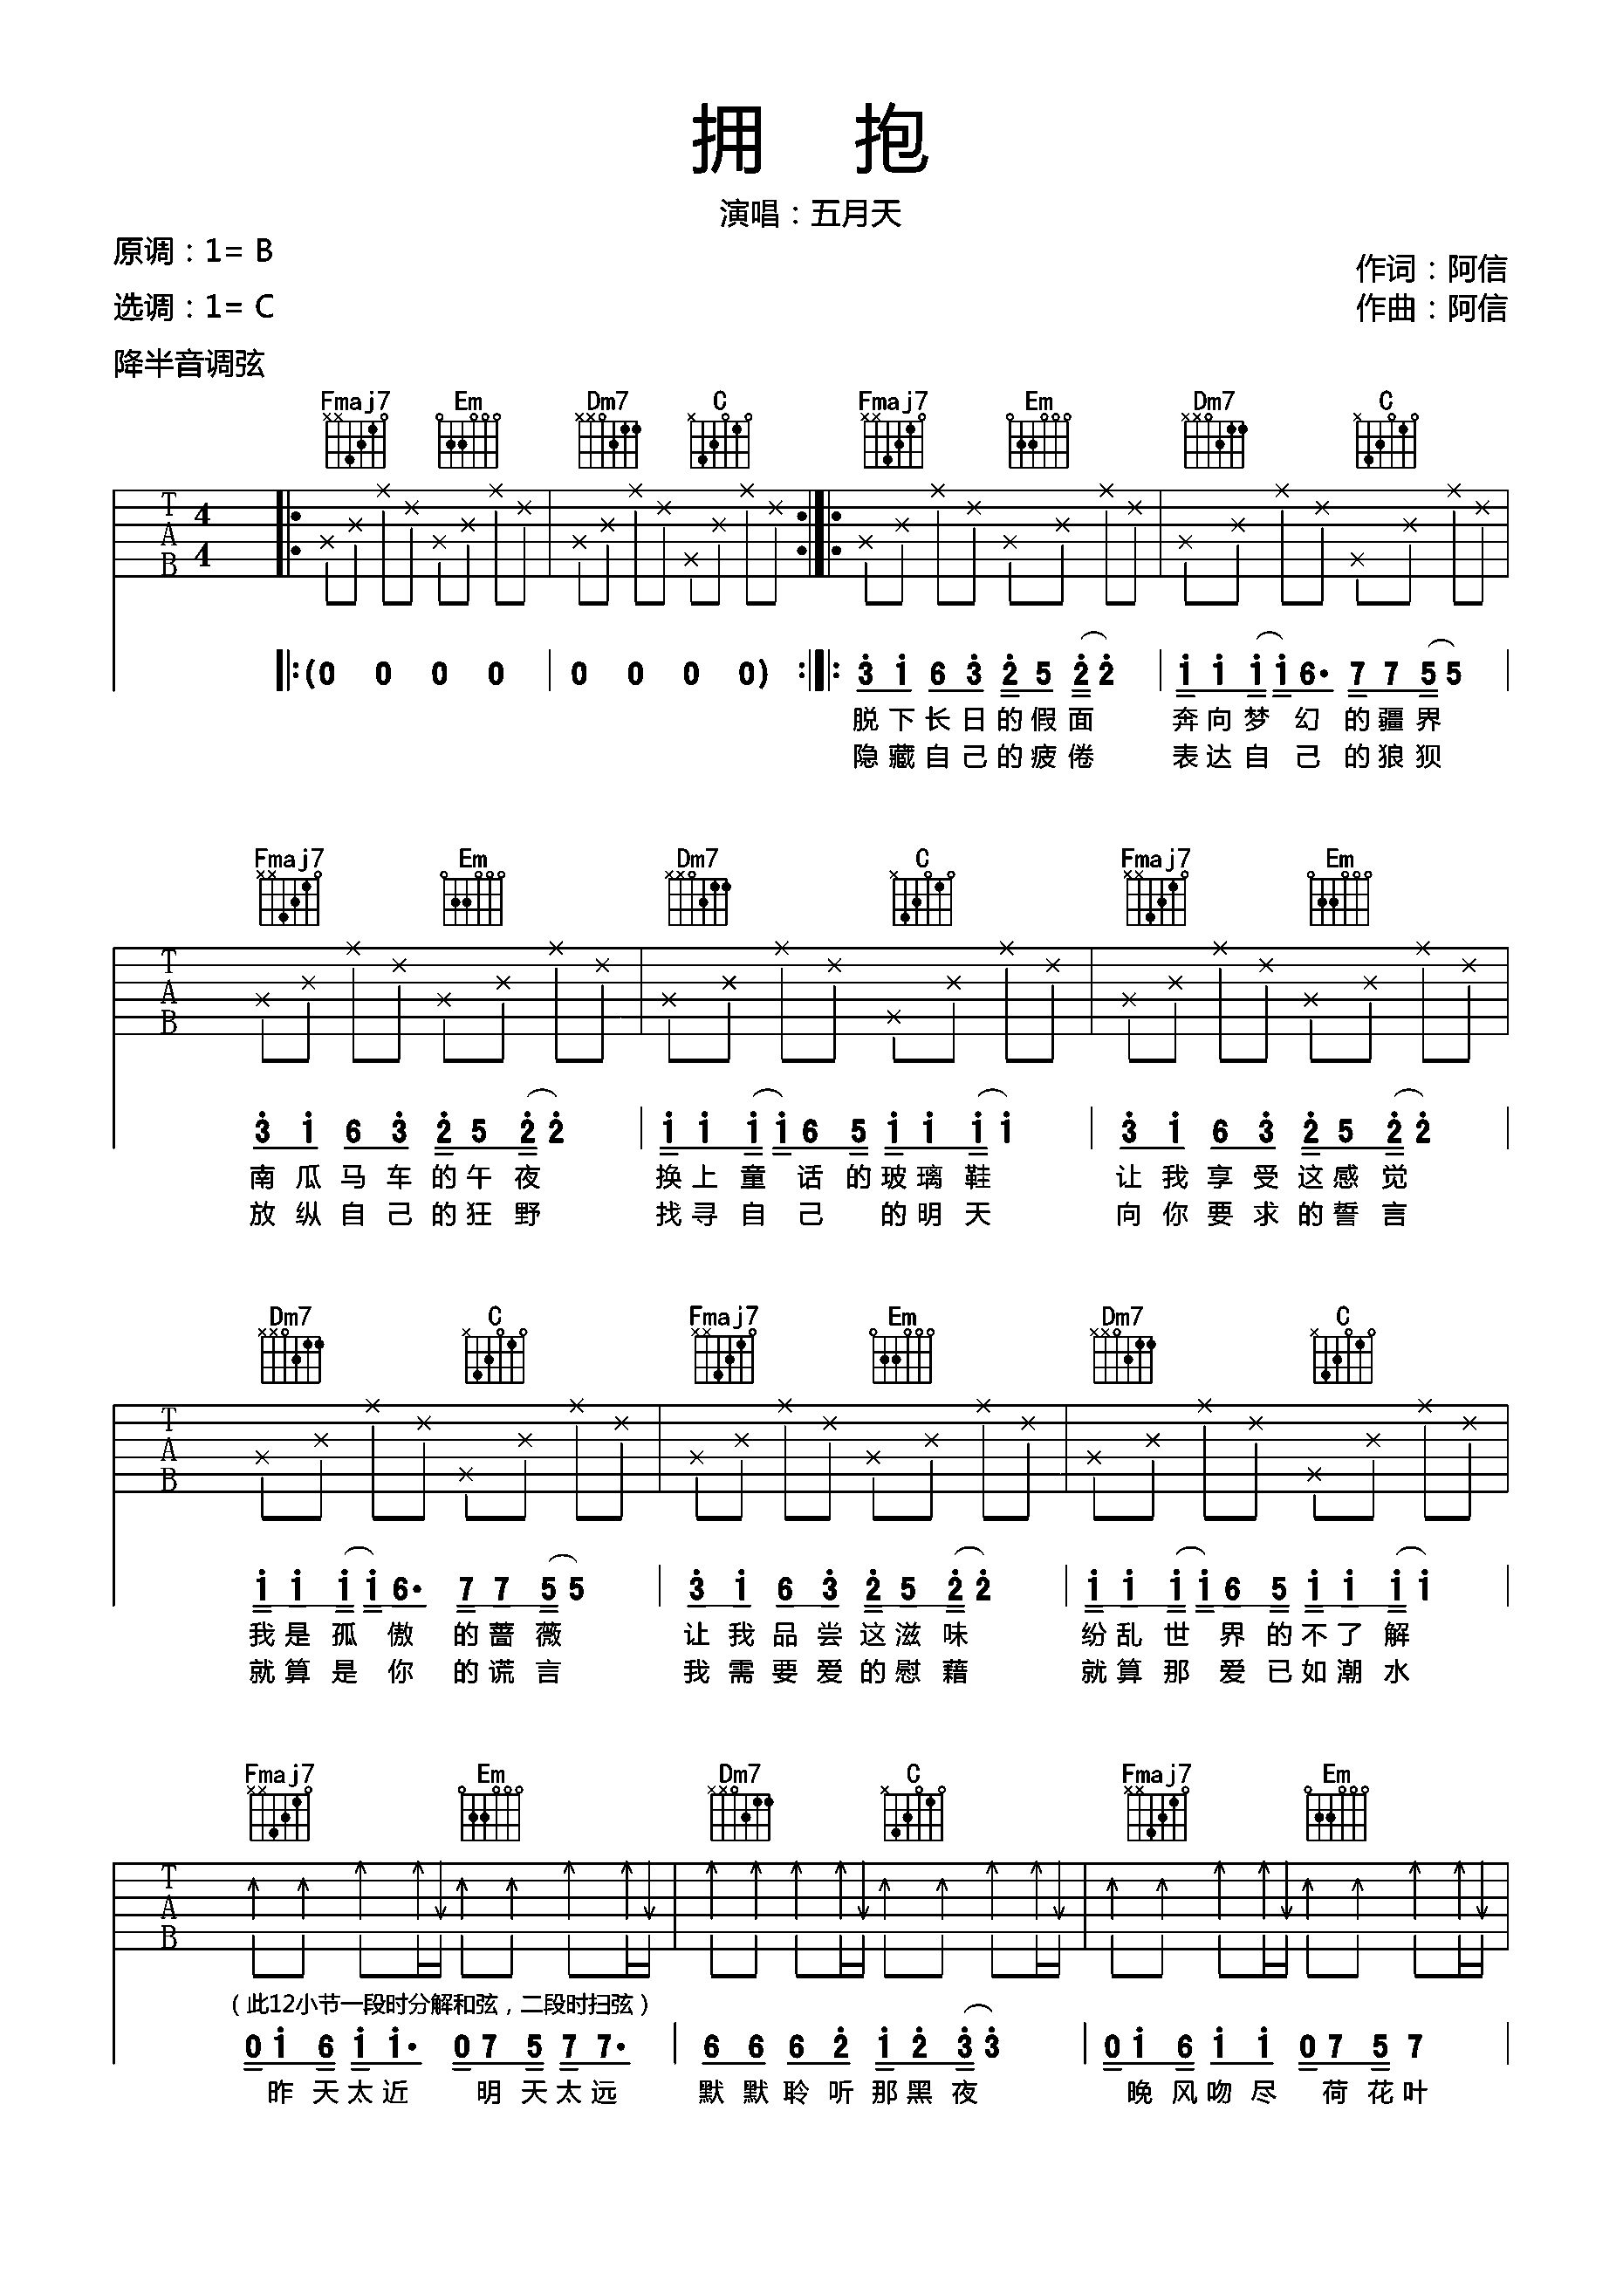 拥 抱
演唱：五月天
原调：1= B
作词：阿信
选调：1= C
作曲：阿信
降半音调弦
Fmaj7 Em Dm7 C Fmaj7 Em Dm7 C
T
A
B
4
4
(0 0 0 0 0 0 0 0) 3 1 6 3 2 5 2 2 1 1 1 1 6· 7 7 5 5
脱下长日的假面 奔向梦幻的疆界
隐藏自己的疲倦 表达自己的狼狈
Fmaj7 Em Dm7 C Fmaj7 Em
T
A
B
3 1 6 3 2 5 2 2 1 1 1 1 6 5 1 1 1 1 3 1 6 3 2 5 2 2
南瓜马车的午夜 换上童话的玻璃鞋 让我享受这感觉
放纵自己的狂野 找寻自己的明天 向你要求的誓言
Dm7 C Fmaj7 Em Dm7 C
T
A
B
1 1 1 1 6· 7 7 5 5 3 1 6 3 2 5 2 2 1 1 1 1 6 5 1 1 1 1
我是孤傲的蔷薇 让我品尝这滋味 纷乱世界的不了解
就算是你的谎言 我需要爱的慰藉 就算那爱已如潮水
Fmaj7 Em Dm7 C Fmaj7 Em
T
A
B
（此12小节一段时分解和弦，二段时扫弦）
0 1 6 1 1· 0 7 5 7 7· 6 6 6 2 1 2 3 3 0 1 6 1 1 0 7 5 7
昨天太近 明天太远 默默聆听那黑夜 晚风吻尽 荷花叶